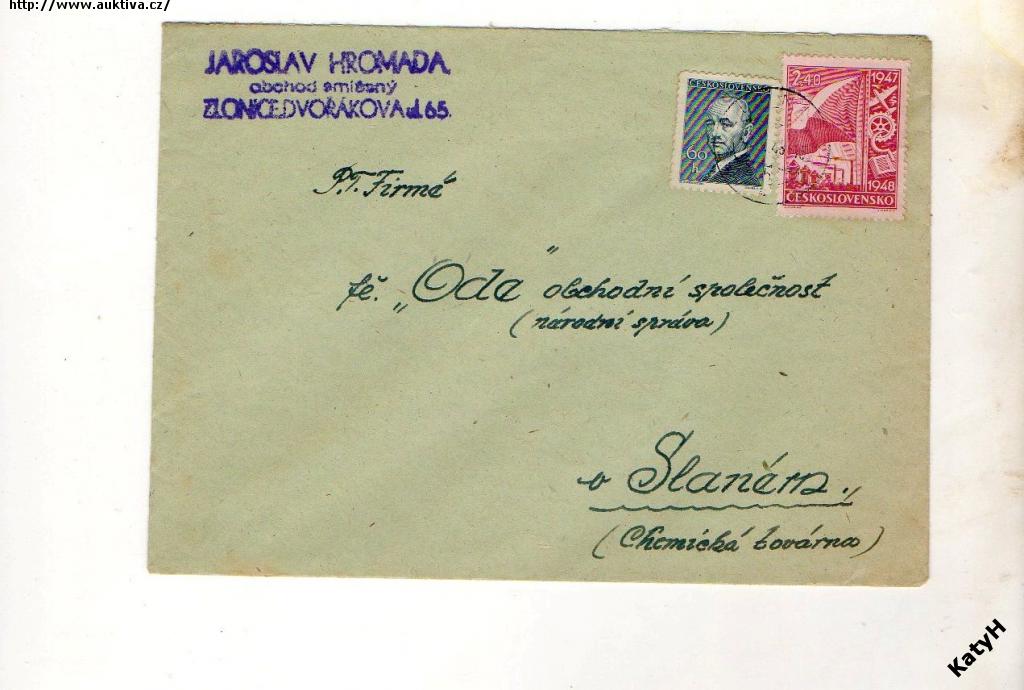 http://www.auktiva.cz/
JAROSLAV HROMADA,
obchod smíšený
ZLONICE DVOŘÁKOVA ul. 65.
ČESKOSLOVENSKO
60
h
2·40
1947
1948
ČESKOSLOVENSKO
P.T. Firmě
fě. „Oda" obchodní společnost
(národní správa)
v Slaném.,
(Chemická továrna)
KatyH